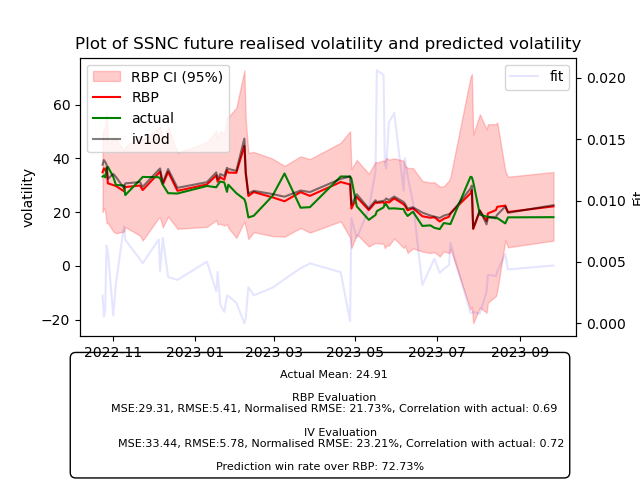 Plot of SSNC future realised volatility and predicted volatility
RBP CI (95%)
RBP
actual
iv10d
fit
60
40
20
0
−20
volatility
0.020
0.015
0.010
0.005
0.000
Fit
2022-11
2023-01
2023-03
2023-05
2023-07
2023-09
Actual Mean: 24.91
RBP Evaluation
MSE:29.31, RMSE:5.41, Normalised RMSE: 21.73%, Correlation with actual: 0.69
IV Evaluation
MSE:33.44, RMSE:5.78, Normalised RMSE: 23.21%, Correlation with actual: 0.72
Prediction win rate over RBP: 72.73%